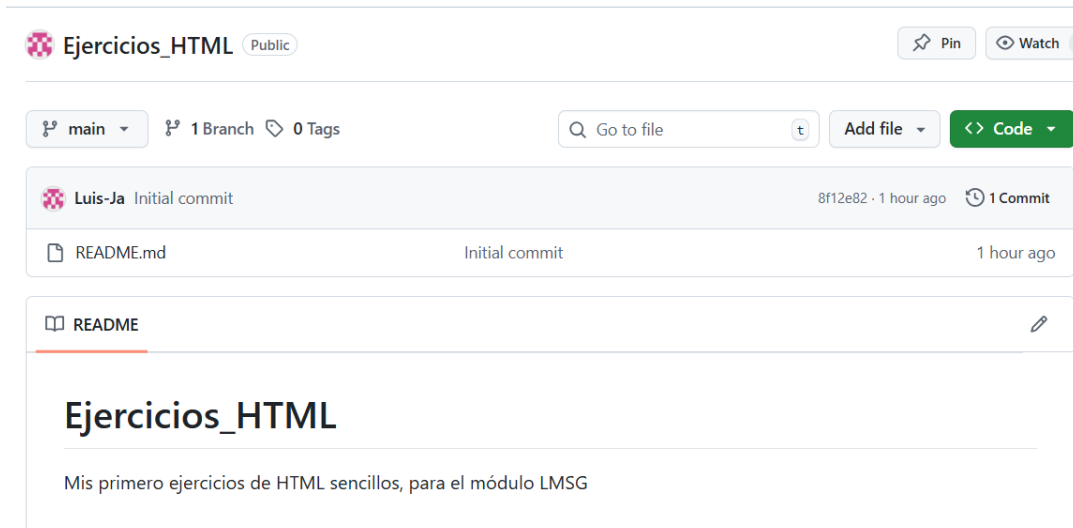 Ejercicios_HTML Public Pin Watch
main 1 Branch 0 Tags Go to file t Add file <> Code
Luis-Ja Initial commit 8f12e82 · 1 hour ago 1 Commit
README.md Initial commit 1 hour ago
README
Ejercicios_HTML
Mis primero ejercicios de HTML sencillos, para el módulo LMSG